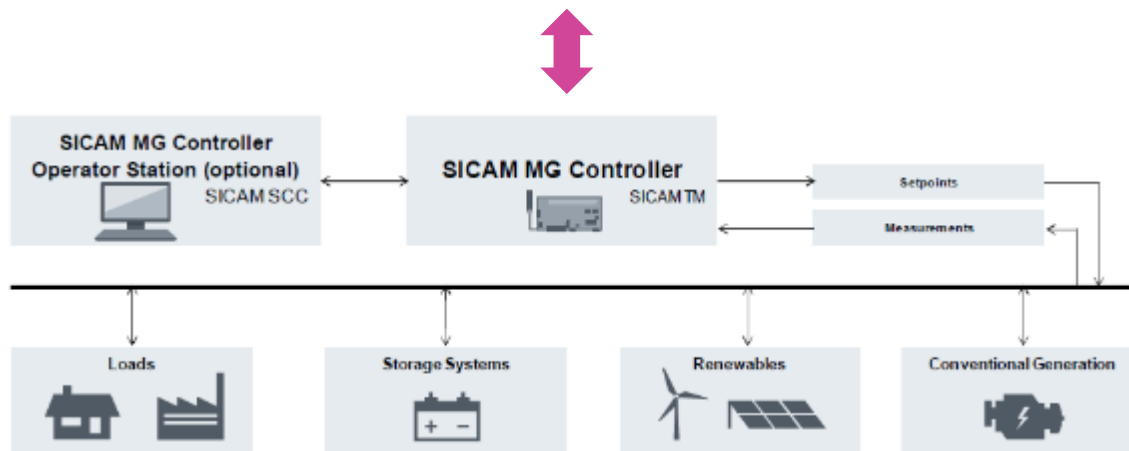 SICAM MG Controller
Operator Station (optional)
SICAM SCC
SICAM MG Controller
SICAM TM
Setpoints
Measurements
Loads
Storage Systems
Renewables
Conventional Generation
+ −